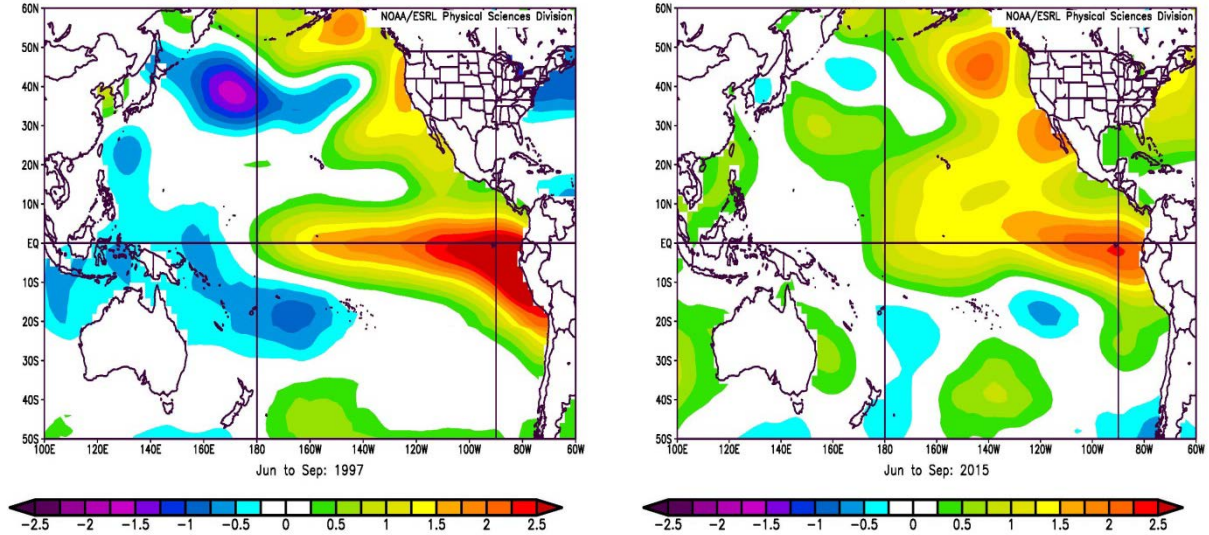 NOAA/ESRL Physical Sciences Division
60N
50N
40N
30N
20N
10N
EQ
10S
20S
30S
40S
50S
100E 120E 140E 160E 180 160W 140W 120W 100W 80W 60W
Jun to Sep: 1997
-2.5 -2 -1.5 -1 -0.5 0 0.5 1 1.5 2 2.5
NOAA/ESRL Physical Sciences Division
60N
50N
40N
30N
20N
10N
EQ
10S
20S
30S
40S
50S
100E 120E 140E 160E 180 160W 140W 120W 100W 80W 60W
Jun to Sep: 2015
-2.5 -2 -1.5 -1 -0.5 0 0.5 1 1.5 2 2.5